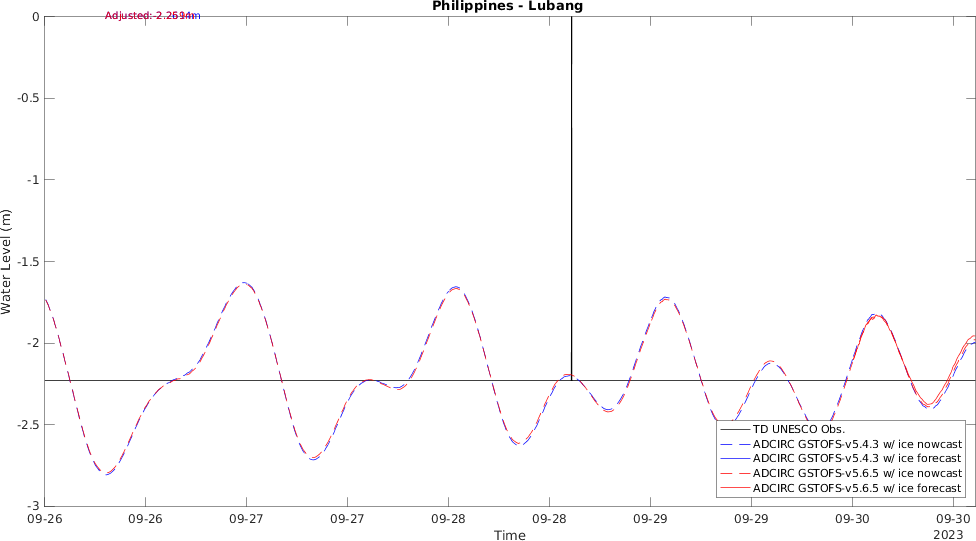 Philippines - Lubang
Adjusted:
0
-0.5
-1
-1.5
-2
-2.5
-3
Water Level (m)
TD UNESCO Obs.
ADCIRC GSTOFS-v5.4.3 w/ ice nowcast
ADCIRC GSTOFS-v5.4.3 w/ ice forecast
ADCIRC GSTOFS-v5.6.5 w/ ice nowcast
ADCIRC GSTOFS-v5.6.5 w/ ice forecast
09-26 09-26 09-27 09-27 09-28 09-28 09-29 09-29 09-30 09-30
Time
2023